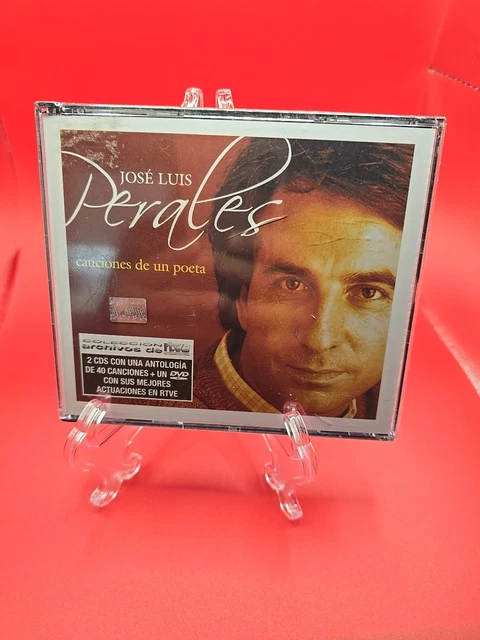 JOSÉ LUIS
Perales
canciones de un poeta
COLECCIÓN
archivos de rtve
2 CDS CON UNA ANTOLOGÍA
DE 40 CANCIONES + UN DVD
CON SUS MEJORES
ACTUACIONES EN RTVE